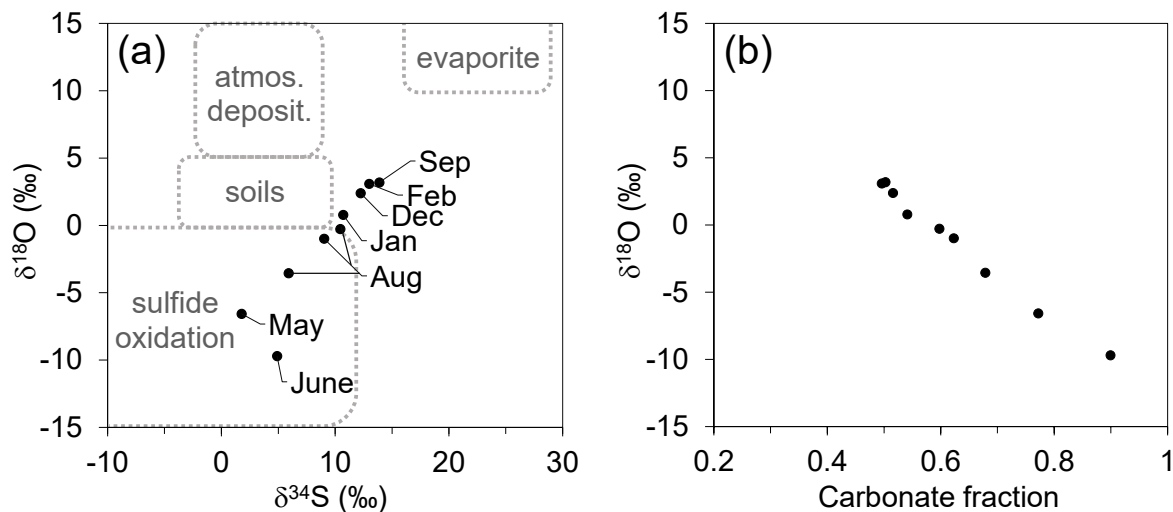 (a)
atmos.
deposit.
evaporite
soils
sulfide
oxidation
Sep
Feb
Dec
Jan
Aug
May
June
15
10
5
0
-5
-10
-15
δ¹⁸O (‰)
-10 0 10 20 30
δ³⁴S (‰)
(b)
15
10
5
0
-5
-10
-15
δ¹⁸O (‰)
0.2 0.4 0.6 0.8 1
Carbonate fraction